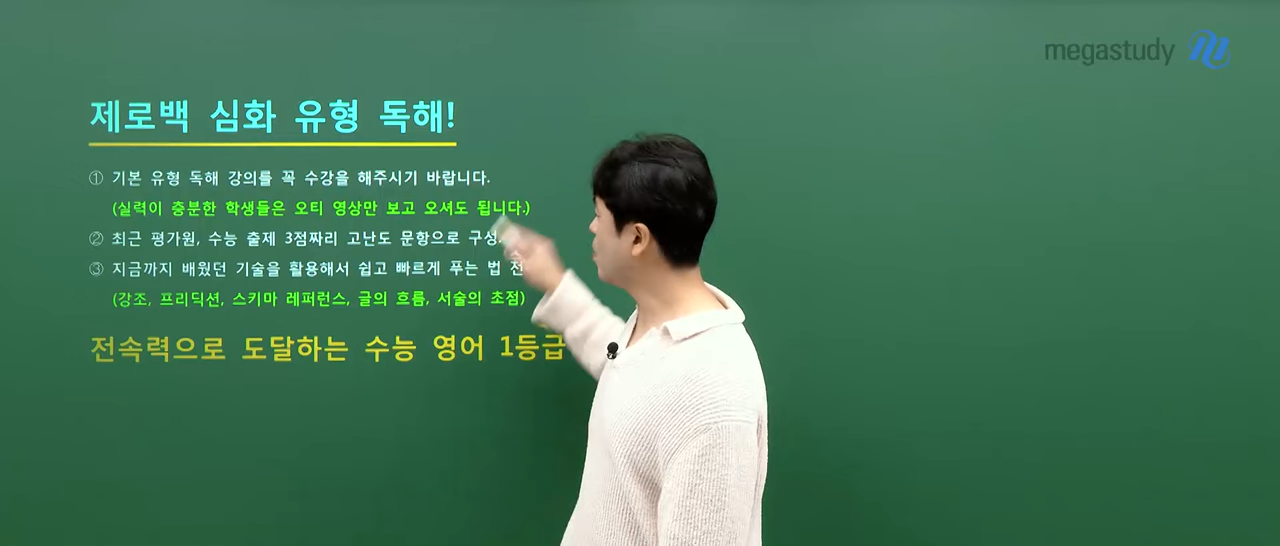 megastudy
제로백 심화 유형 독해!
① 기본 유형 독해 강의를 꼭 수강을 해주시기 바랍니다.
(실력이 충분한 학생들은 오티 영상만 보고 오셔도 됩니다.)
② 최근 평가원, 수능 출제 3점짜리 고난도 문항으로
③ 지금까지 배웠던 기술을 활용해서 쉽고 빠르게 푸는 법
(강조, 프리딕션, 스키마 레퍼런스, 글의 흐름, 서술의 초점)
전속력으로 도달하는 수능 영어 1등급